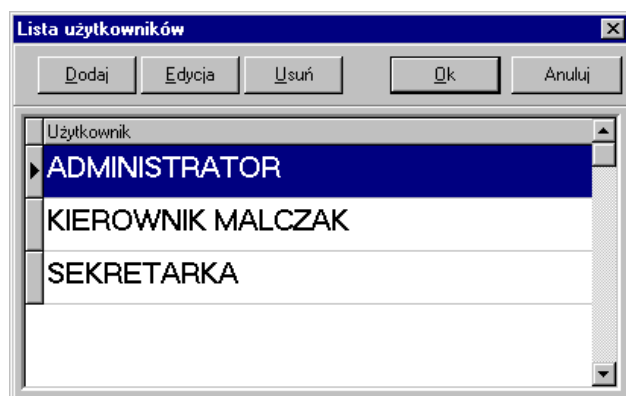 Lista użytkowników
Dodaj Edycja Usuń Ok Anuluj
Użytkownik
ADMINISTRATOR
KIEROWNIK MALCZAK
SEKRETARKA